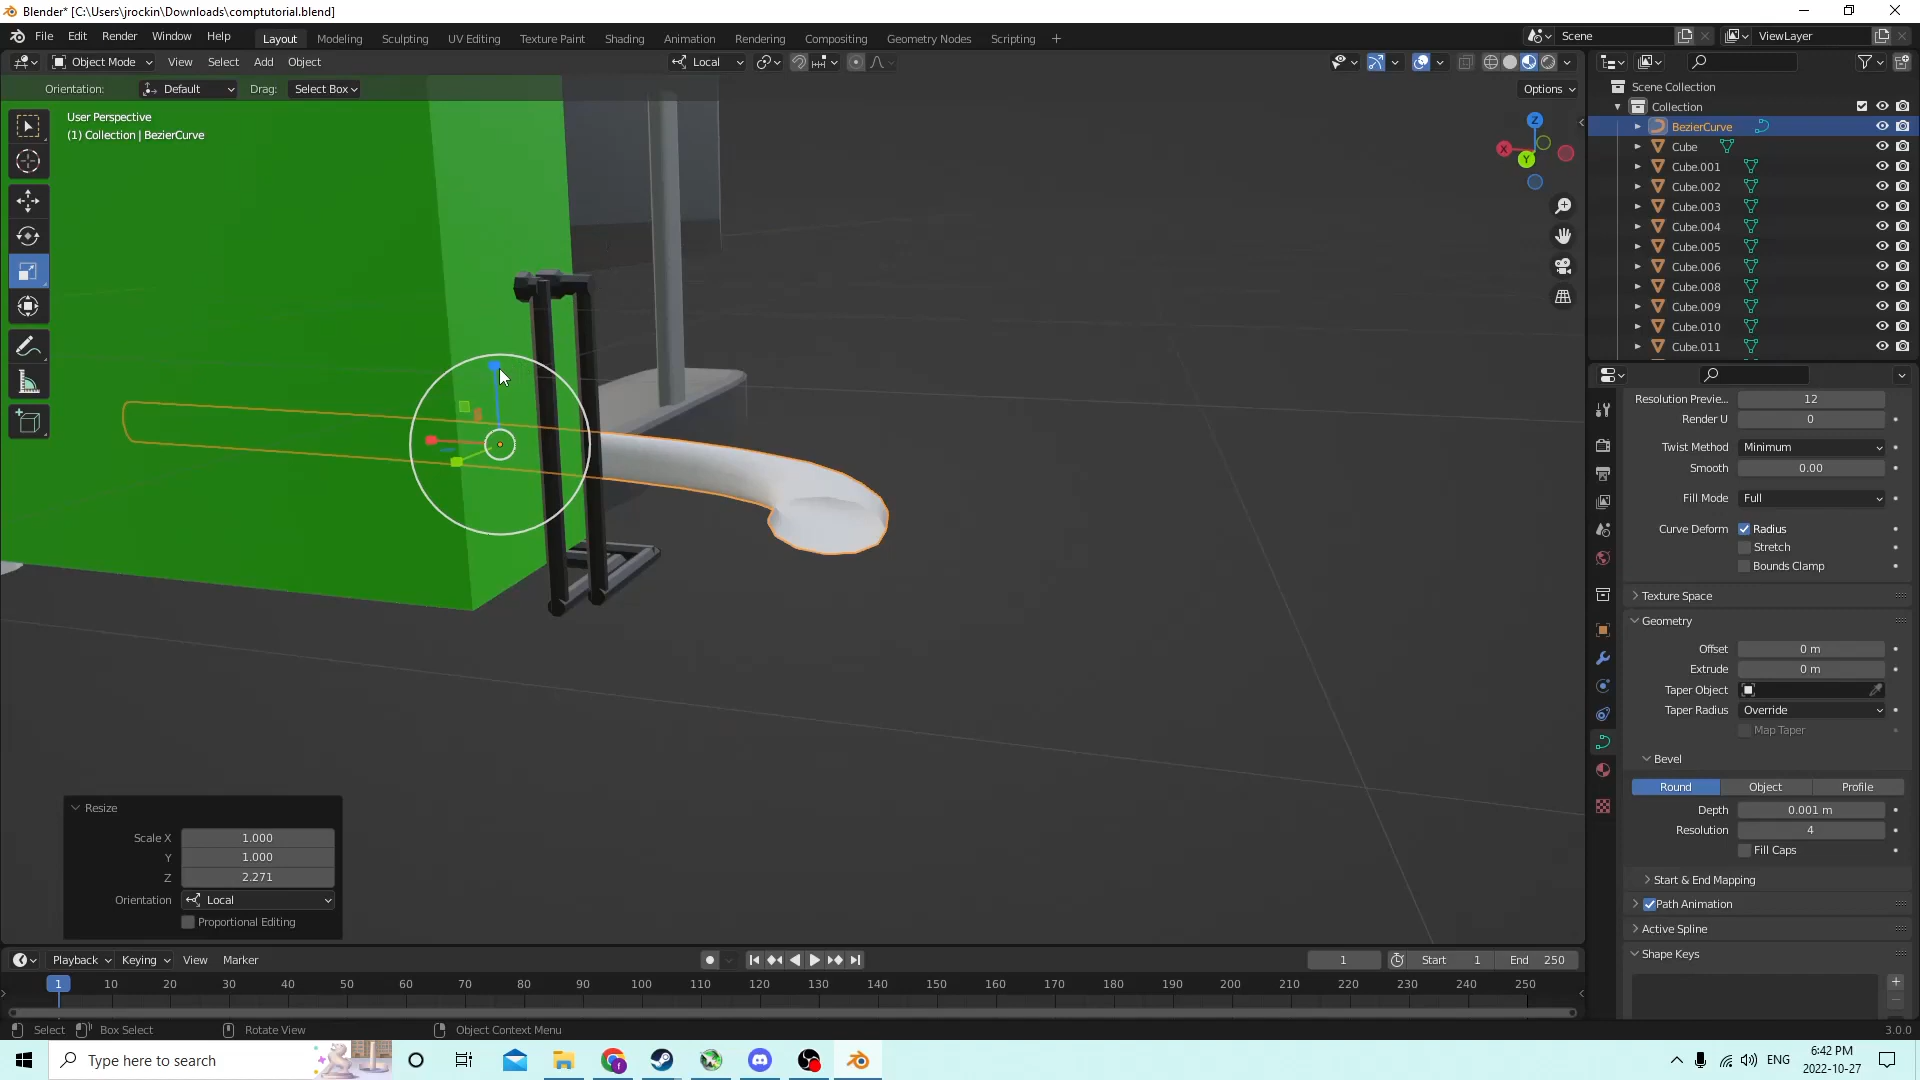 Blender* [C:\Users\jrockin\Downloads\comptutorial.blend]
File Edit Render Window Help Layout Modeling Sculpting UV Editing Texture Paint Shading Animation Rendering Compositing Geometry Nodes Scripting + Scene ViewLayer
Object Mode View Select Add Object Local
Orientation: Default Drag: Select Box Options
User Perspective
(1) Collection | BezierCurve
Z
X
Y
Scene Collection
Collection
BezierCurve
Cube
Cube.001
Cube.002
Cube.003
Cube.004
Cube.005
Cube.006
Cube.008
Cube.009
Cube.010
Cube.011
Resolution Previe... 12
Render U 0
Twist Method Minimum
Smooth 0.00
Fill Mode Full
Curve Deform Radius
Stretch
Bounds Clamp
Texture Space
Geometry
Offset 0 m
Extrude 0 m
Taper Object
Taper Radius Override
Map Taper
Bevel
Round Object Profile
Depth 0.001 m
Resolution 4
Fill Caps
Start & End Mapping
Path Animation
Active Spline
Shape Keys
Resize
Scale X 1.000
Y 1.000
Z 2.271
Orientation Local
Proportional Editing
Playback Keying View Marker 1 Start 1 End 250
1 10 20 30 40 50 60 70 80 90 100 110 120 130 140 150 160 170 180 190 200 210 220 230 240 250
Select Box Select Rotate View Object Context Menu 3.0.0
Type here to search ENG 6:42 PM
2022-10-27